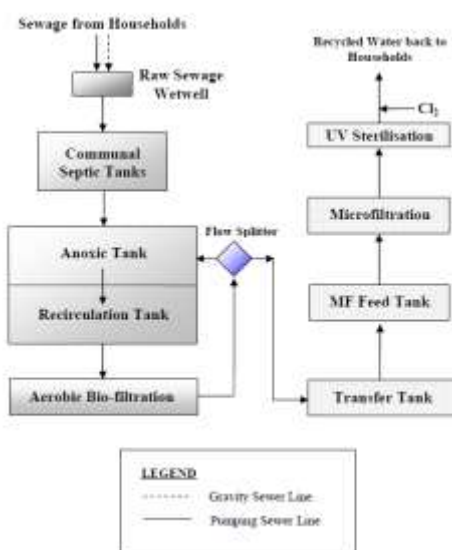 Sewage from Households
Raw Sewage
Wetwell
Communal
Septic Tanks
Anoxic Tank
Recirculation Tank
Aerobic Bio-filtration
Flow Splitter
Recycled Water back to
Households
Cl2
UV Sterilisation
Microfiltration
MF Feed Tank
Transfer Tank
LEGEND
Gravity Sewer Line
Pumping Sewer Line